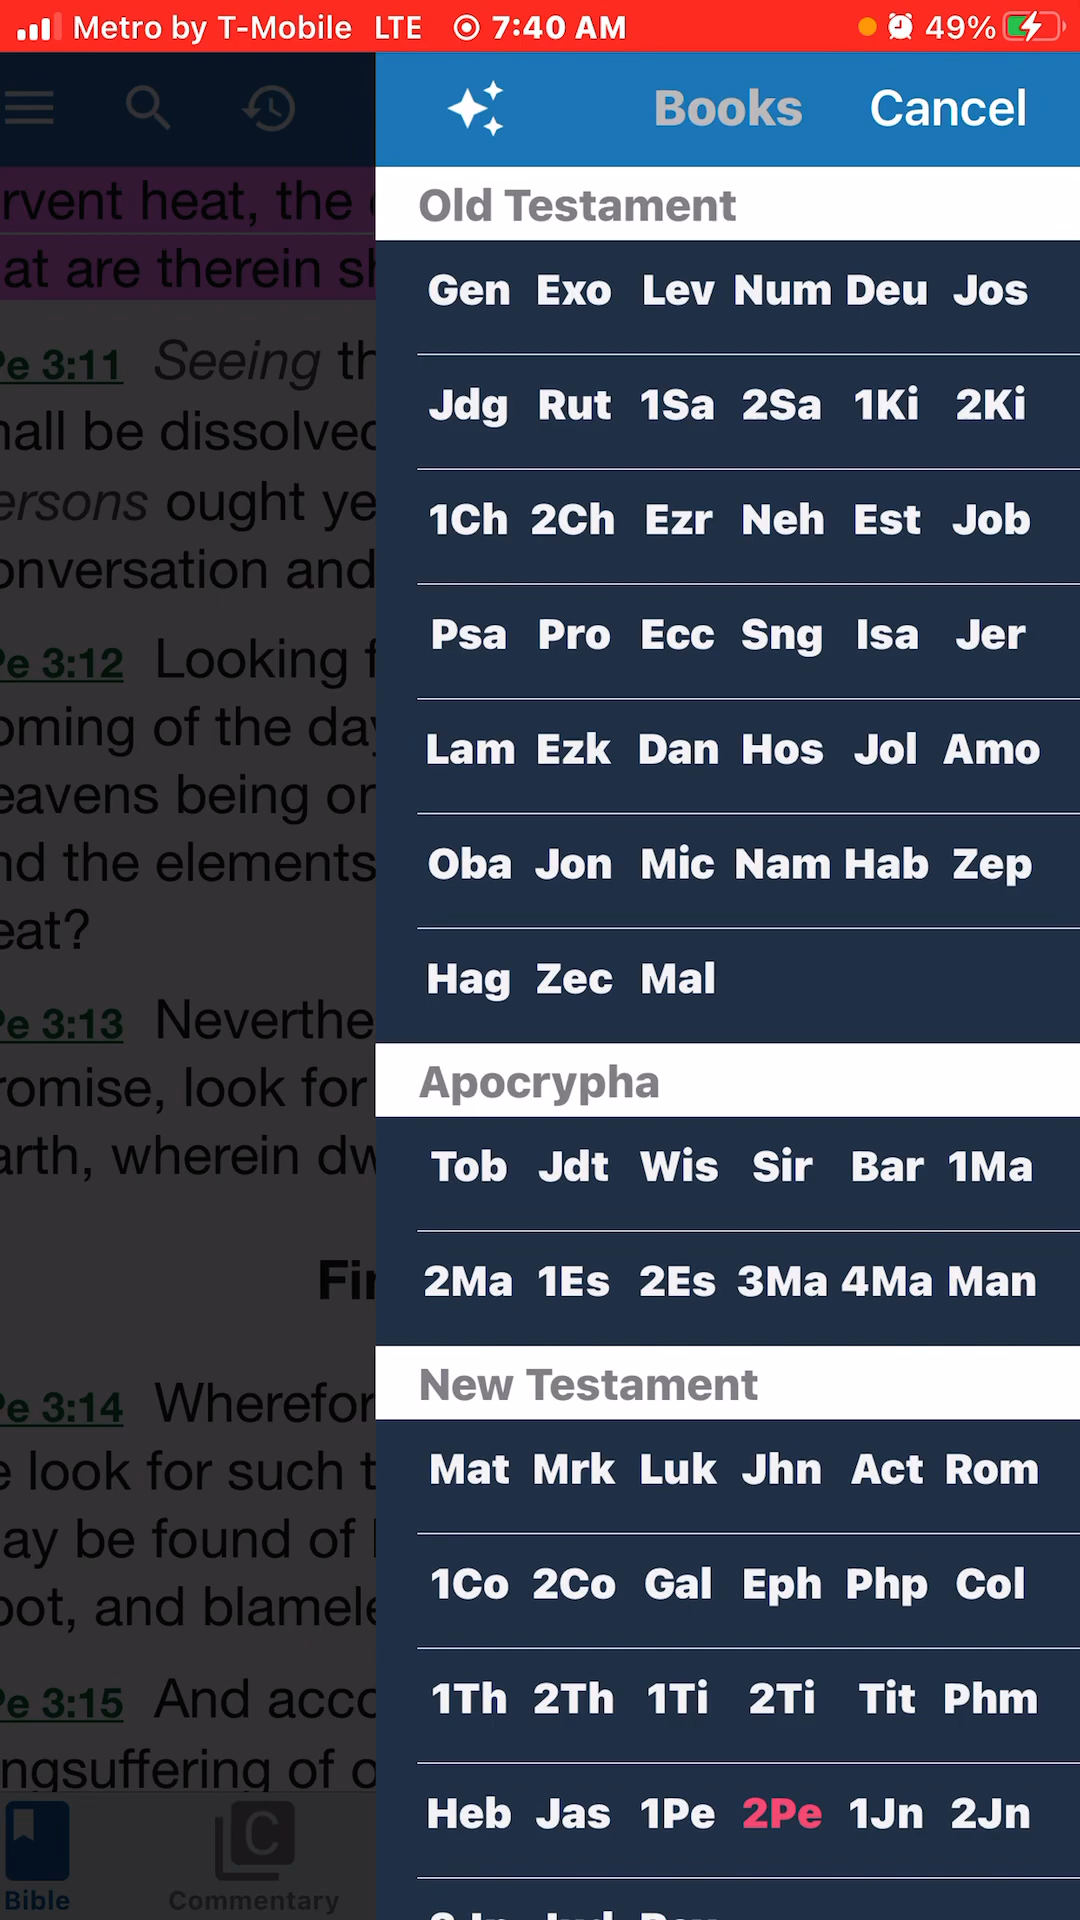 Metro by T-Mobile LTE 7:40 AM 49%
Books Cancel
rvent heat, the
at are therein
Pe 3:11 Seeing
all be dissolved
ersons ought ye
onversation and
Pe 3:12 Looking
oming of the day
eavens being
nd the elements
eat?
Pe 3:13 Neverthe
romise, look for
arth, wherein dw
Fir
Pe 3:14 Wherefor
e look for such t
ay be found of
pot, and blamele
Pe 3:15 And acco
ngsuffering of o
Bible
C
Commentary
Old Testament
Gen Exo Lev Num Deu Jos
Jdg Rut 1Sa 2Sa 1Ki 2Ki
1Ch 2Ch Ezr Neh Est Job
Psa Pro Ecc Sng Isa Jer
Lam Ezk Dan Hos Jol Amo
Oba Jon Mic Nam Hab Zep
Hag Zec Mal
Apocrypha
Tob Jdt Wis Sir Bar 1Ma
2Ma 1Es 2Es 3Ma 4Ma Man
New Testament
Mat Mrk Luk Jhn Act Rom
1Co 2Co Gal Eph Php Col
1Th 2Th 1Ti 2Ti Tit Phm
Heb Jas 1Pe 2Pe 1Jn 2Jn